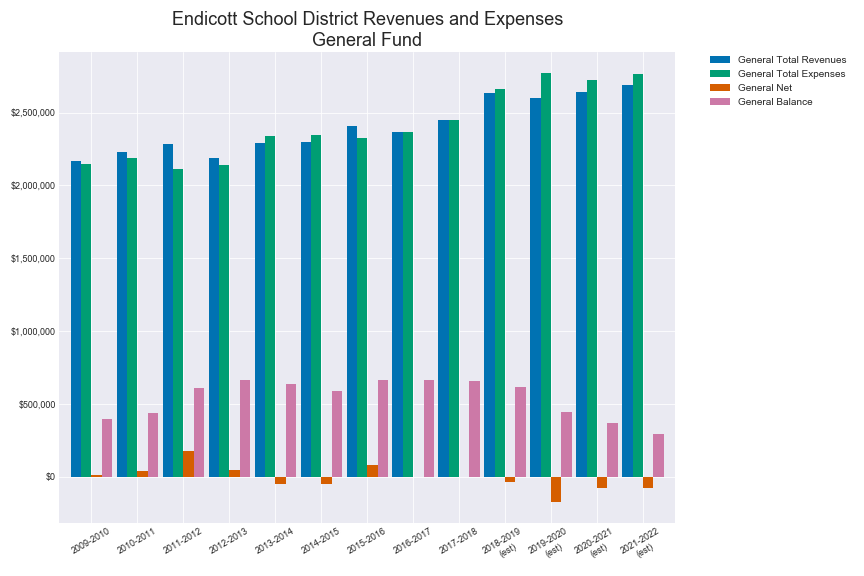 Endicott School District Revenues and Expenses
General Fund
General Total Revenues
General Total Expenses
General Net
General Balance
$2,500,000
$2,000,000
$1,500,000
$1,000,000
$500,000
$0
2009-2010
2010-2011
2011-2012
2012-2013
2013-2014
2014-2015
2015-2016
2016-2017
2017-2018
2018-2019
(est)
2019-2020
(est)
2020-2021
(est)
2021-2022
(est)